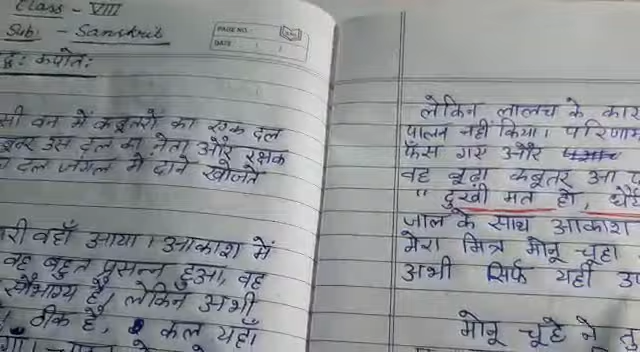 Class - VIII
Sub. - Sanskrit
PAGE NO.
DATE
कपोतः
वन में कबूतरों का एक दल
उस दल का नेता और रक्षक
दल जंगल में दाने खोजते
वहाँ आया। आकाश में
वह बहुत प्रसन्न हुआ, वह
सौभाग्य है, लेकिन अभी
ठीक है, कल यहाँ
लेकिन लालच के कार
पालन नहीं किया। परिणाम
फँस गए और
वह बूढ़ा कबूतर आ
" दुखी मत हो, धैर्य
जाल के साथ आकाश
मेरा मित्र मोनू चूहा
अभी सिर्फ यहीं उप
मोनू चूहे ने तु